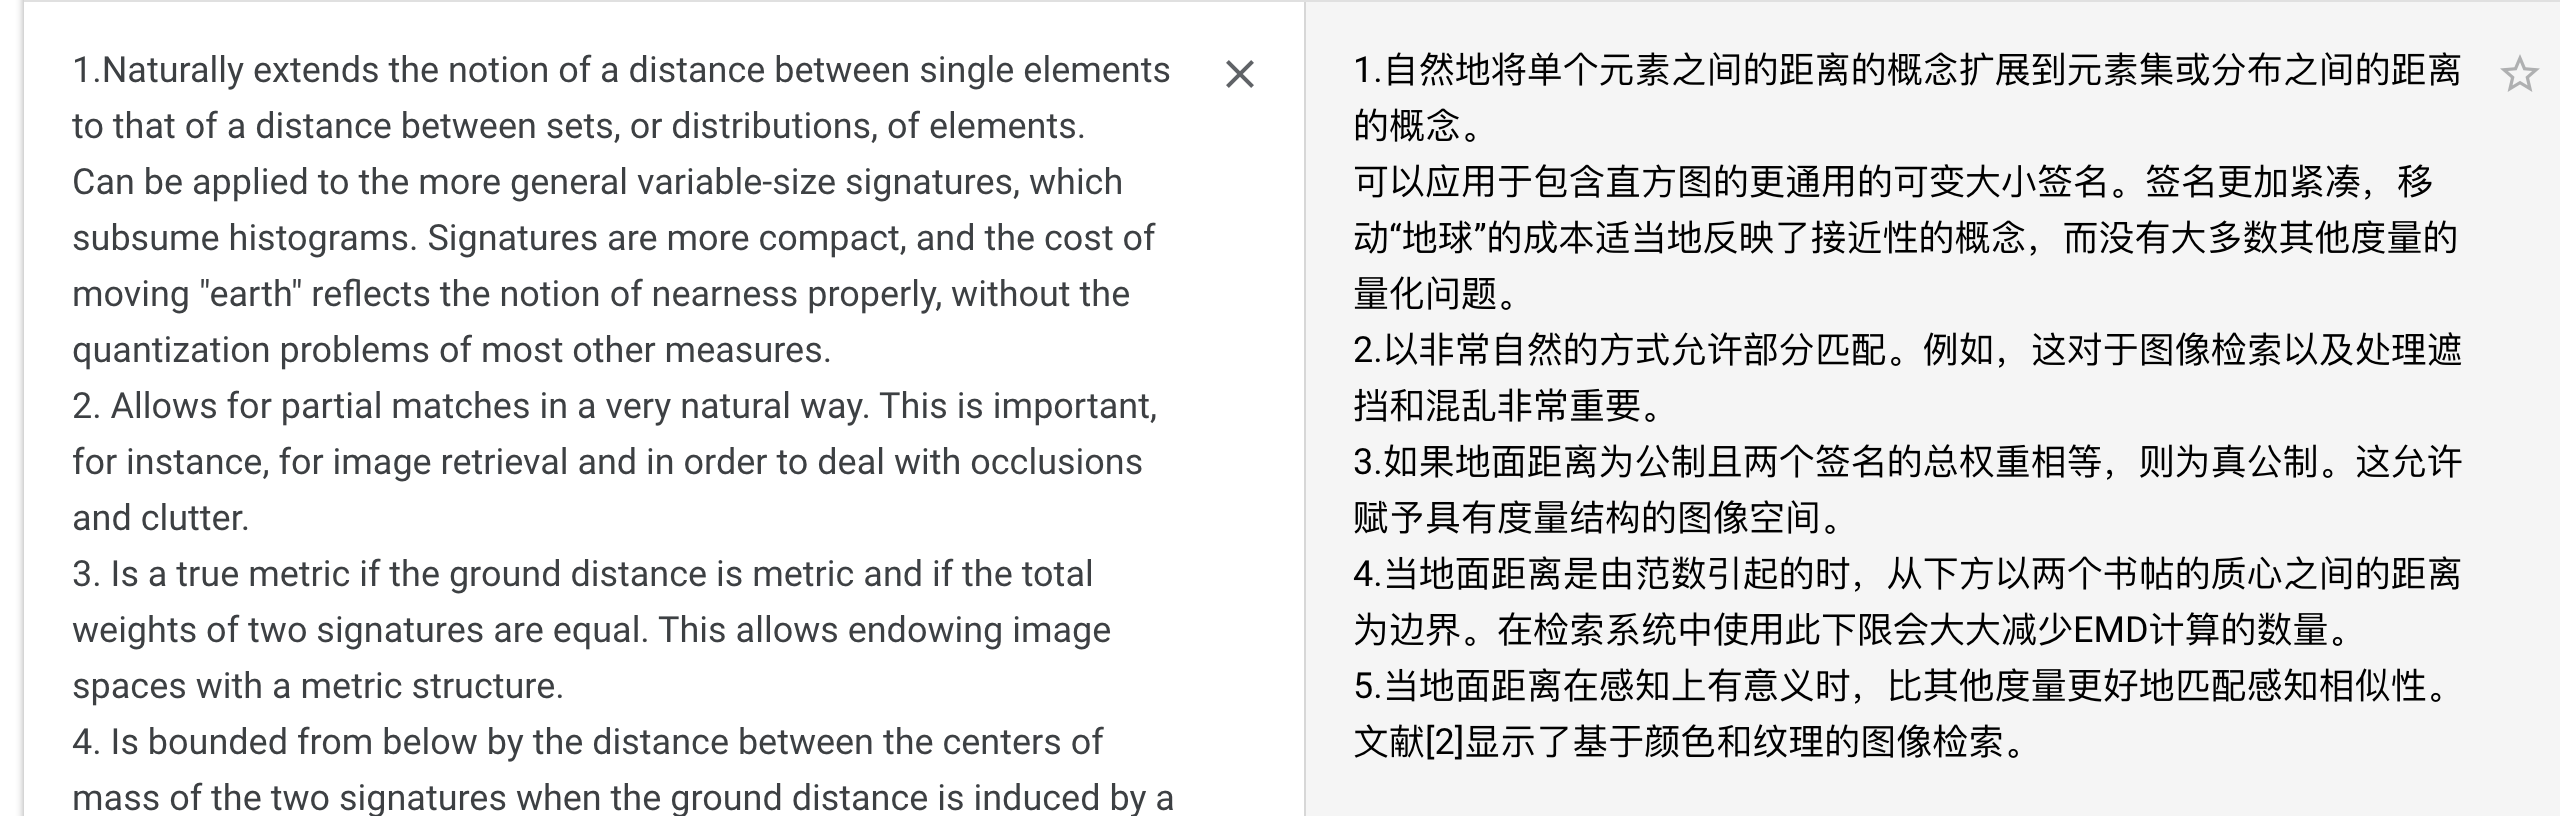 1.Naturally extends the notion of a distance between single elements
to that of a distance between sets, or distributions, of elements.
Can be applied to the more general variable-size signatures, which
subsume histograms. Signatures are more compact, and the cost of
moving "earth" reflects the notion of nearness properly, without the
quantization problems of most other measures.
2. Allows for partial matches in a very natural way. This is important,
for instance, for image retrieval and in order to deal with occlusions
and clutter.
3. Is a true metric if the ground distance is metric and if the total
weights of two signatures are equal. This allows endowing image
spaces with a metric structure.
4. Is bounded from below by the distance between the centers of
mass of the two signatures when the ground distance is induced by a
1.自然地将单个元素之间的距离的概念扩展到元素集或分布之间的距离
的概念。
可以应用于包含直方图的更通用的可变大小签名。签名更加紧凑，移
动“地球”的成本适当地反映了接近性的概念，而没有大多数其他度量的
量化问题。
2.以非常自然的方式允许部分匹配。例如，这对于图像检索以及处理遮
挡和混乱非常重要。
3.如果地面距离为公制且两个签名的总权重相等，则为真公制。这允许
赋予具有度量结构的图像空间。
4.当地面距离是由范数引起的时，从下方以两个书帖的质心之间的距离
为边界。在检索系统中使用此下限会大大减少EMD计算的数量。
5.当地面距离在感知上有意义时，比其他度量更好地匹配感知相似性。
文献[2]显示了基于颜色和纹理的图像检索。